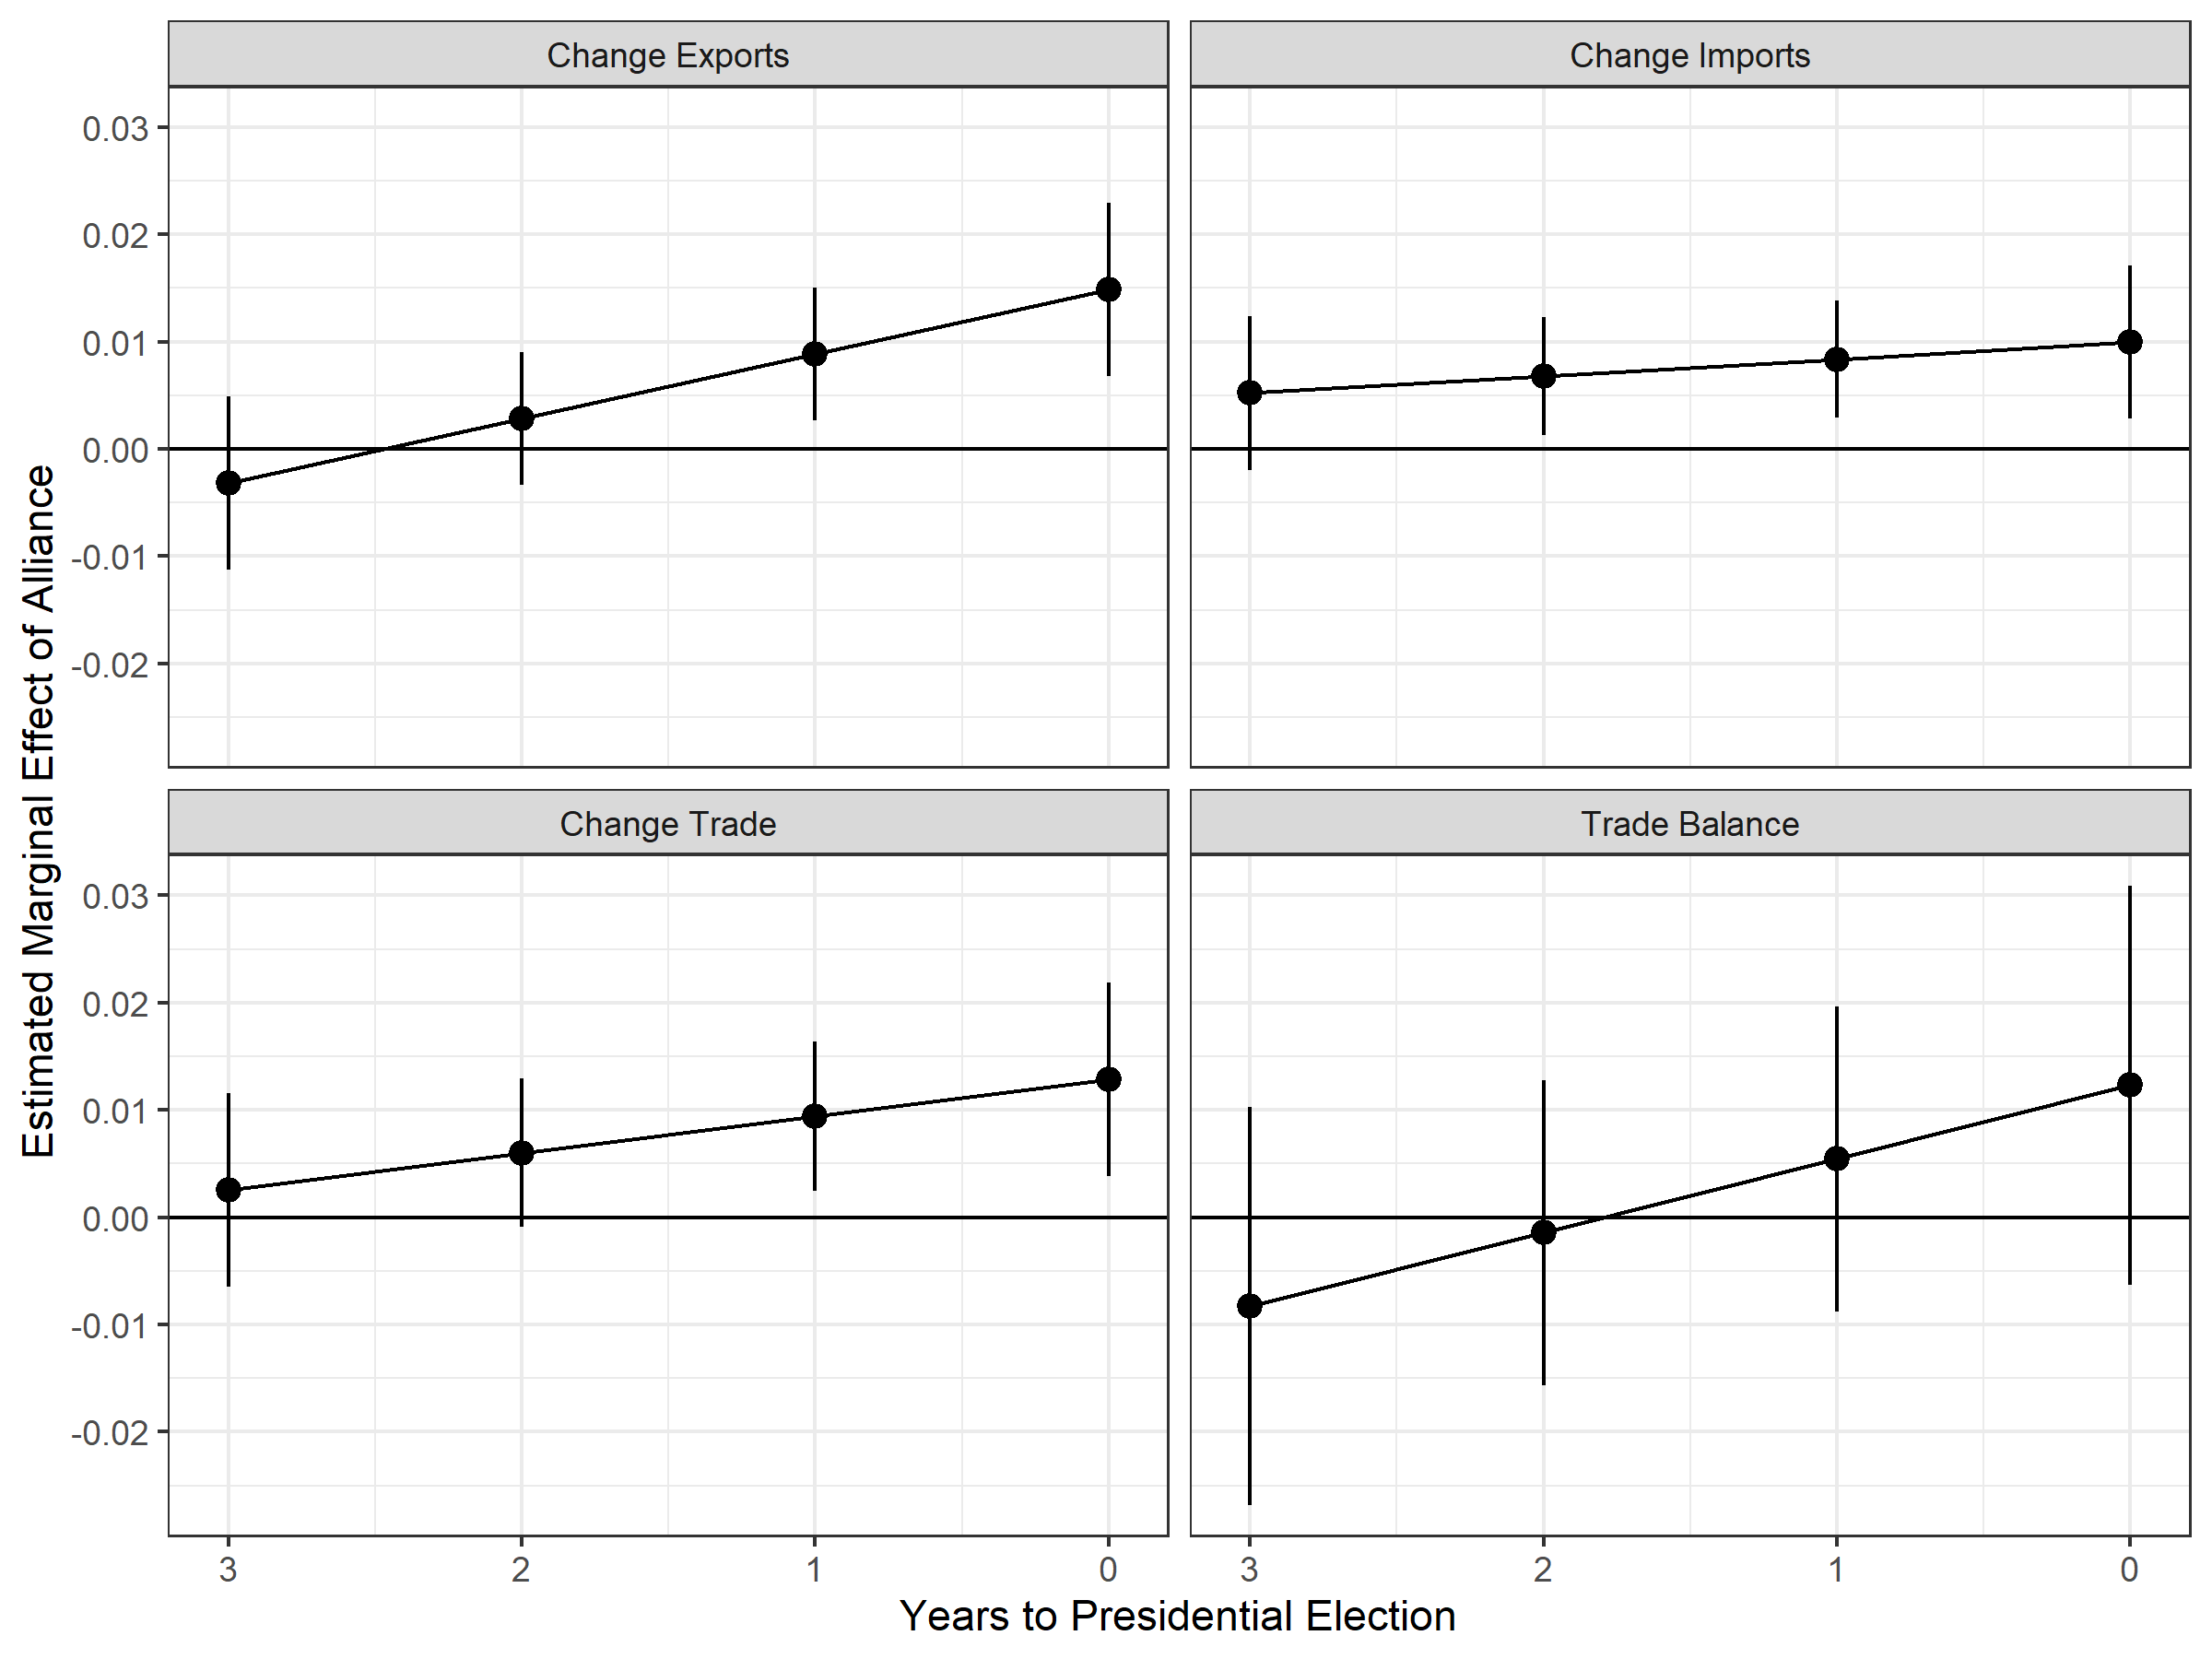 Change Exports
Change Imports
0.03
0.02
0.01
0.00
-0.01
-0.02
Change Trade
Trade Balance
0.03
0.02
0.01
0.00
-0.01
-0.02
3 2 1 0
3 2 1 0
Years to Presidential Election
Estimated Marginal Effect of Alliance